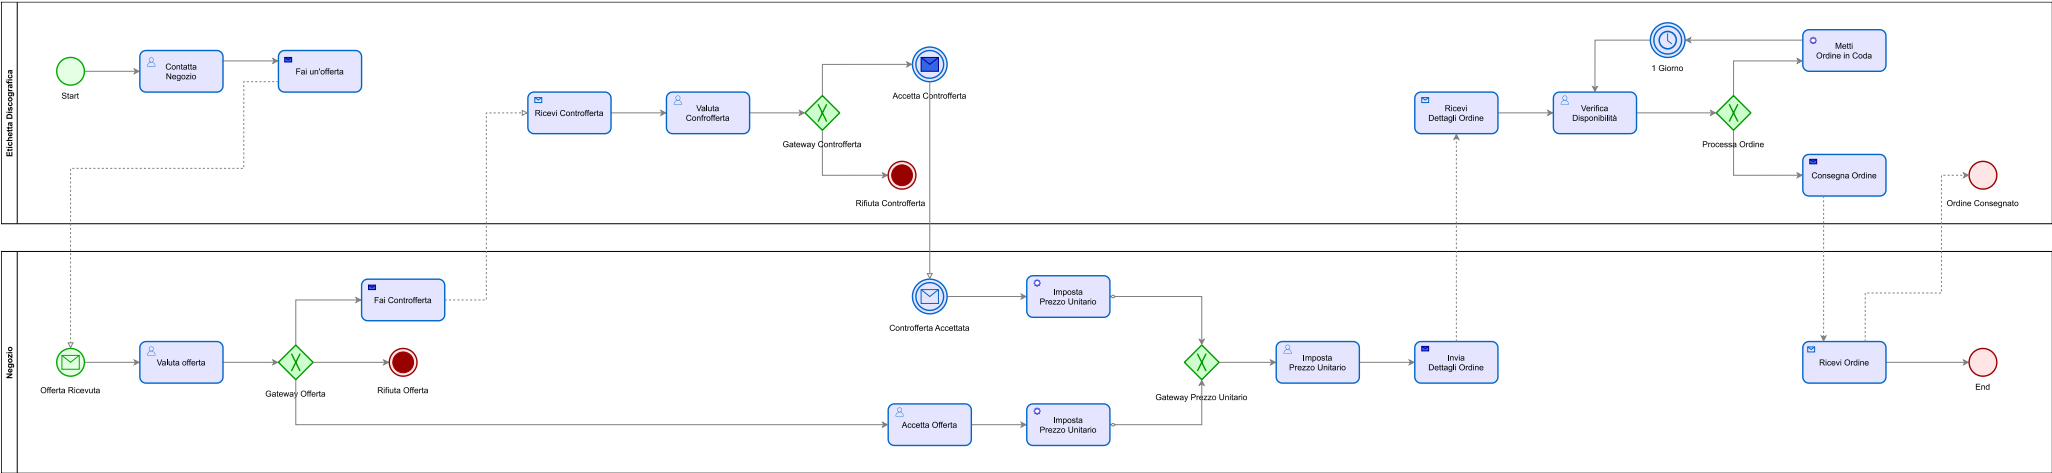 Etichetta Discografica
Start
Contatta
Negozio
Fai un'offerta
Ricevi Controfferta
Valuta
Confrofferta
Gateway Controfferta
Accetta Controfferta
Rifiuta Controfferta
Ricevi
Dettagli Ordine
Verifica
Disponibilità
1 Giorno
Metti
Ordine in Coda
Processa Ordine
Consegna Ordine
Ordine Consegnato
Negozio
Offerta Ricevuta
Valuta offerta
Gateway Offerta
Fai Controfferta
Rifiuta Offerta
Controfferta Accettata
Imposta
Prezzo Unitario
Accetta Offerta
Imposta
Prezzo Unitario
Gateway Prezzo Unitario
Imposta
Prezzo Unitario
Invia
Dettagli Ordine
Ricevi Ordine
End